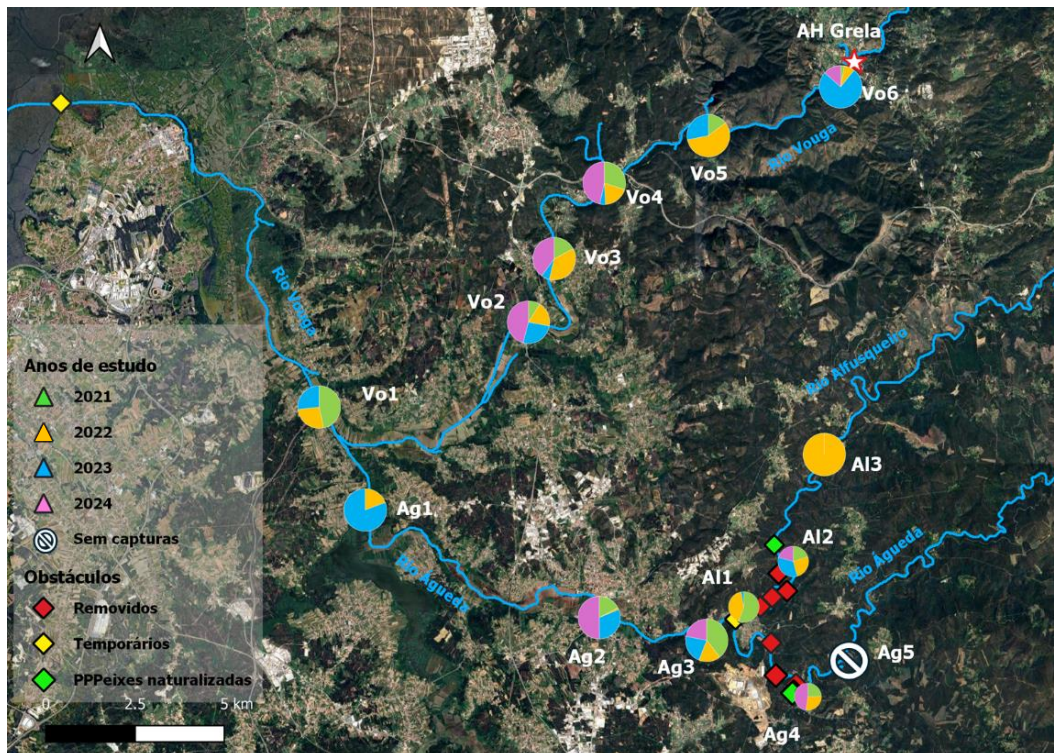 AH Grela
Vo6
Rio Vouga
Vo5
Vo4
Vo3
Vo2
Rio Vouga
Vo1
Rio Alfusqueiro
Al3
Ag1
Rio Águeda
Al2
Rio Águeda
Al1
Ag2
Ag3
Ag5
Ag4
Anos de estudo
2021
2022
2023
2024
Sem capturas
Obstáculos
Removidos
Temporários
PPPeixes naturalizadas
0 2.5 5 km